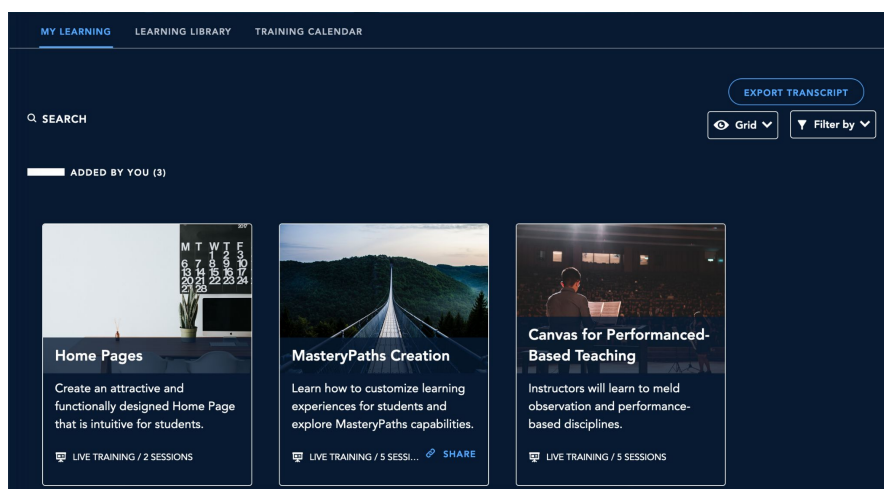 MY LEARNING LEARNING LIBRARY TRAINING CALENDAR
EXPORT TRANSCRIPT
SEARCH
Grid Filter by
ADDED BY YOU (3)
2017
M T W T F
1 2 3
6 7 8 9 10
13 14 15 16 17
20 21 22 23 24
27 28
Home Pages
Create an attractive and
functionally designed Home Page
that is intuitive for students.
LIVE TRAINING / 2 SESSIONS
MasteryPaths Creation
Learn how to customize learning
experiences for students and
explore MasteryPaths capabilities.
LIVE TRAINING / 5 SESSI... SHARE
Canvas for Performanced-
Based Teaching
Instructors will learn to meld
observation and performance-
based disciplines.
LIVE TRAINING / 5 SESSIONS